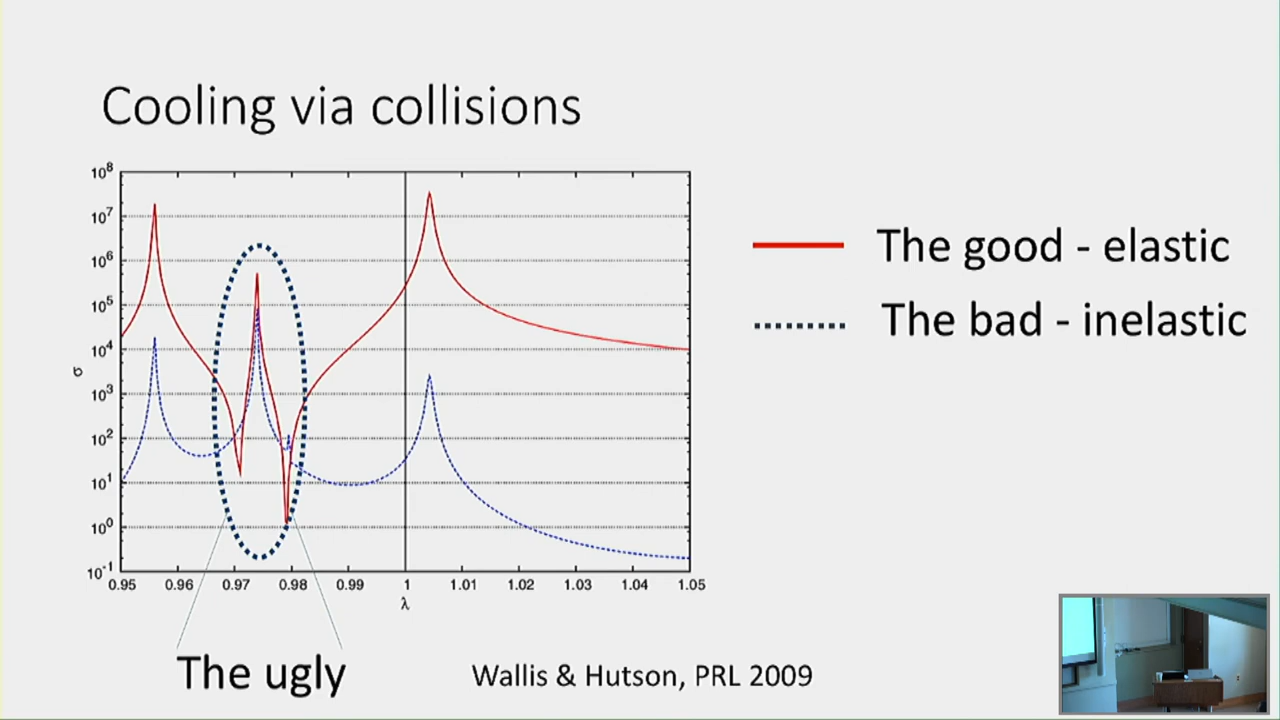 Cooling via collisions
10⁸
10⁷
10⁶
10⁵
10⁴
10³
10²
10¹
10⁰
10⁻¹
σ
0.95 0.96 0.97 0.98 0.99 1 1.01 1.02 1.03 1.04 1.05
λ
The good - elastic
The bad - inelastic
The ugly
Wallis & Hutson, PRL 2009